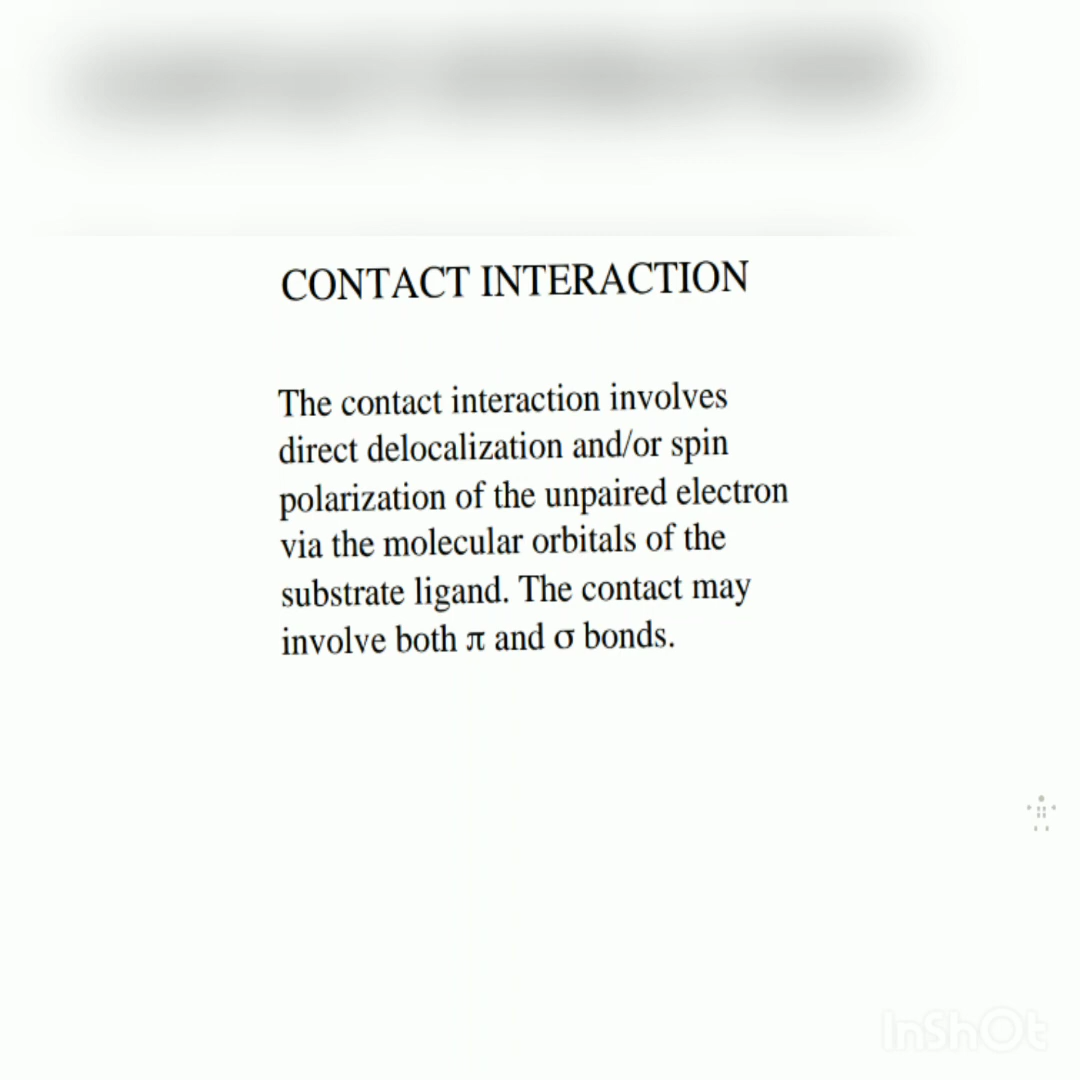 CONTACT INTERACTION
The contact interaction involves
direct delocalization and/or spin
polarization of the unpaired electron
via the molecular orbitals of the
substrate ligand. The contact may
involve both π and σ bonds.
InShOt